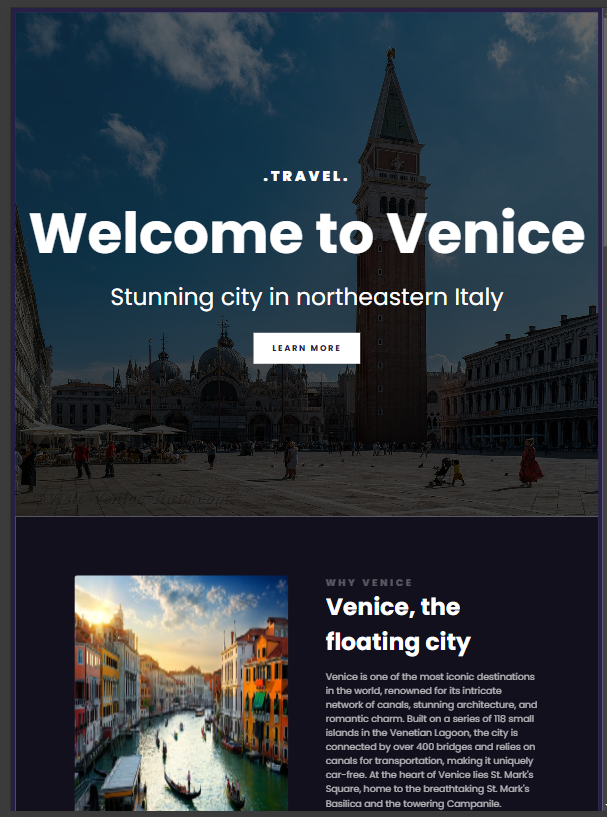 .TRAVEL.
Welcome to Venice
Stunning city in northeastern Italy
LEARN MORE
WHY VENICE
Venice, the
floating city
Venice is one of the most iconic destinations
in the world, renowned for its intricate
network of canals, stunning architecture, and
romantic charm. Built on a series of 118 small
islands in the Venetian Lagoon, the city is
connected by over 400 bridges and relies on
canals for transportation, making it uniquely
car-free. At the heart of Venice lies St. Mark's
Square, home to the breathtaking St. Mark's
Basilica and the towering Campanile.